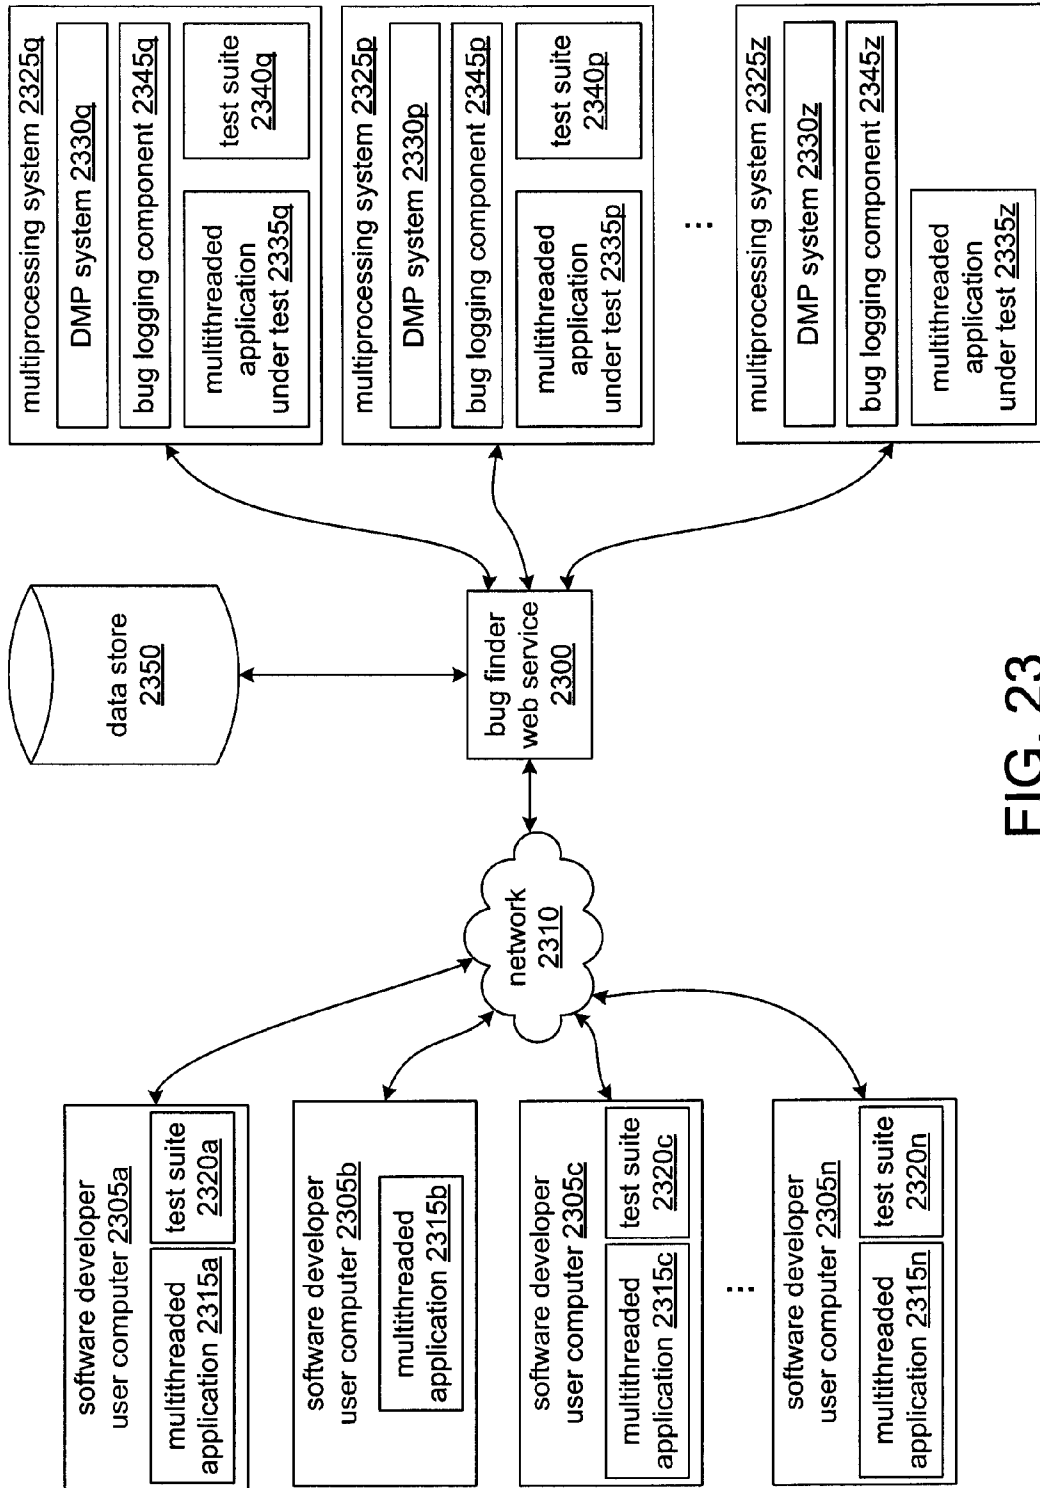 software developer
user computer 2305a
multithreaded
application 2315a
test suite
2320a
software developer
user computer 2305b
multithreaded
application 2315b
software developer
user computer 2305c
multithreaded
application 2315c
test suite
2320c
...
software developer
user computer 2305n
multithreaded
application 2315n
test suite
2320n
network
2310
data store
2350
bug finder
web service
2300
multiprocessing system 2325q
DMP system 2330q
bug logging component 2345q
multithreaded
application
under test 2335q
test suite
2340q
multiprocessing system 2325p
DMP system 2330p
bug logging component 2345p
multithreaded
application
under test 2335p
test suite
2340p
...
multiprocessing system 2325z
DMP system 2330z
bug logging component 2345z
multithreaded
application
under test 2335z
FIG. 23